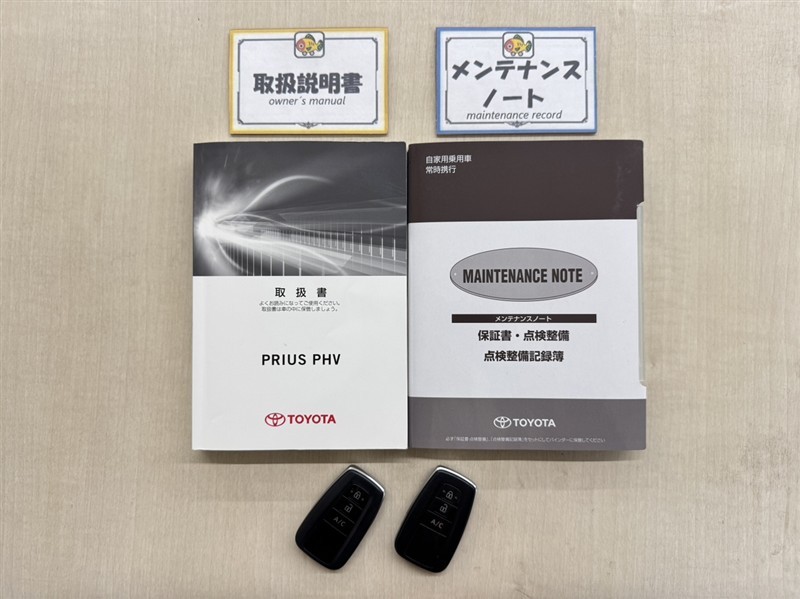 取扱説明書
owner's manual
メンテナンス
ノート
maintenance record
取扱書
よくお読みになってご使用ください。
取扱書は車の中に保管しましょう。
PRIUS PHV
TOYOTA
自家用乗用車
常時携行
MAINTENANCE NOTE
メンテナンスノート
保証書・点検整備
点検整備記録簿
TOYOTA
A/C
A/C